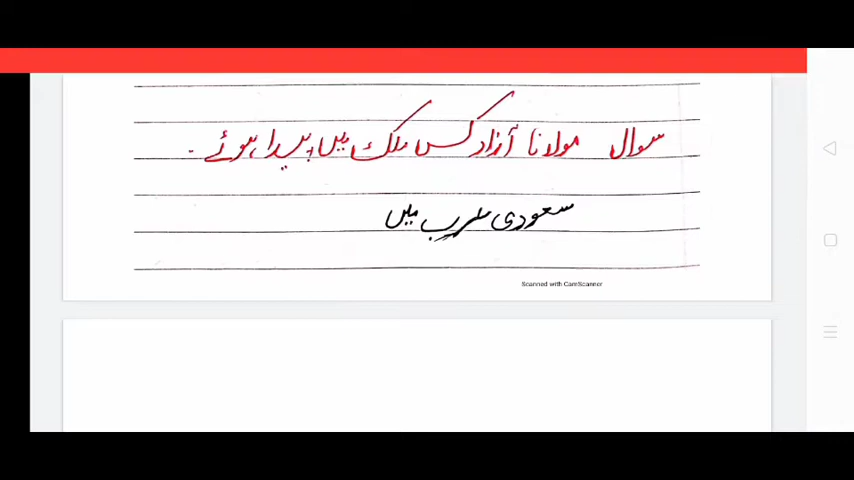 سوال مولانا آزاد کس ملک میں پیدا ہوئے ۔
سعودی عرب میں
Scanned with CamScanner